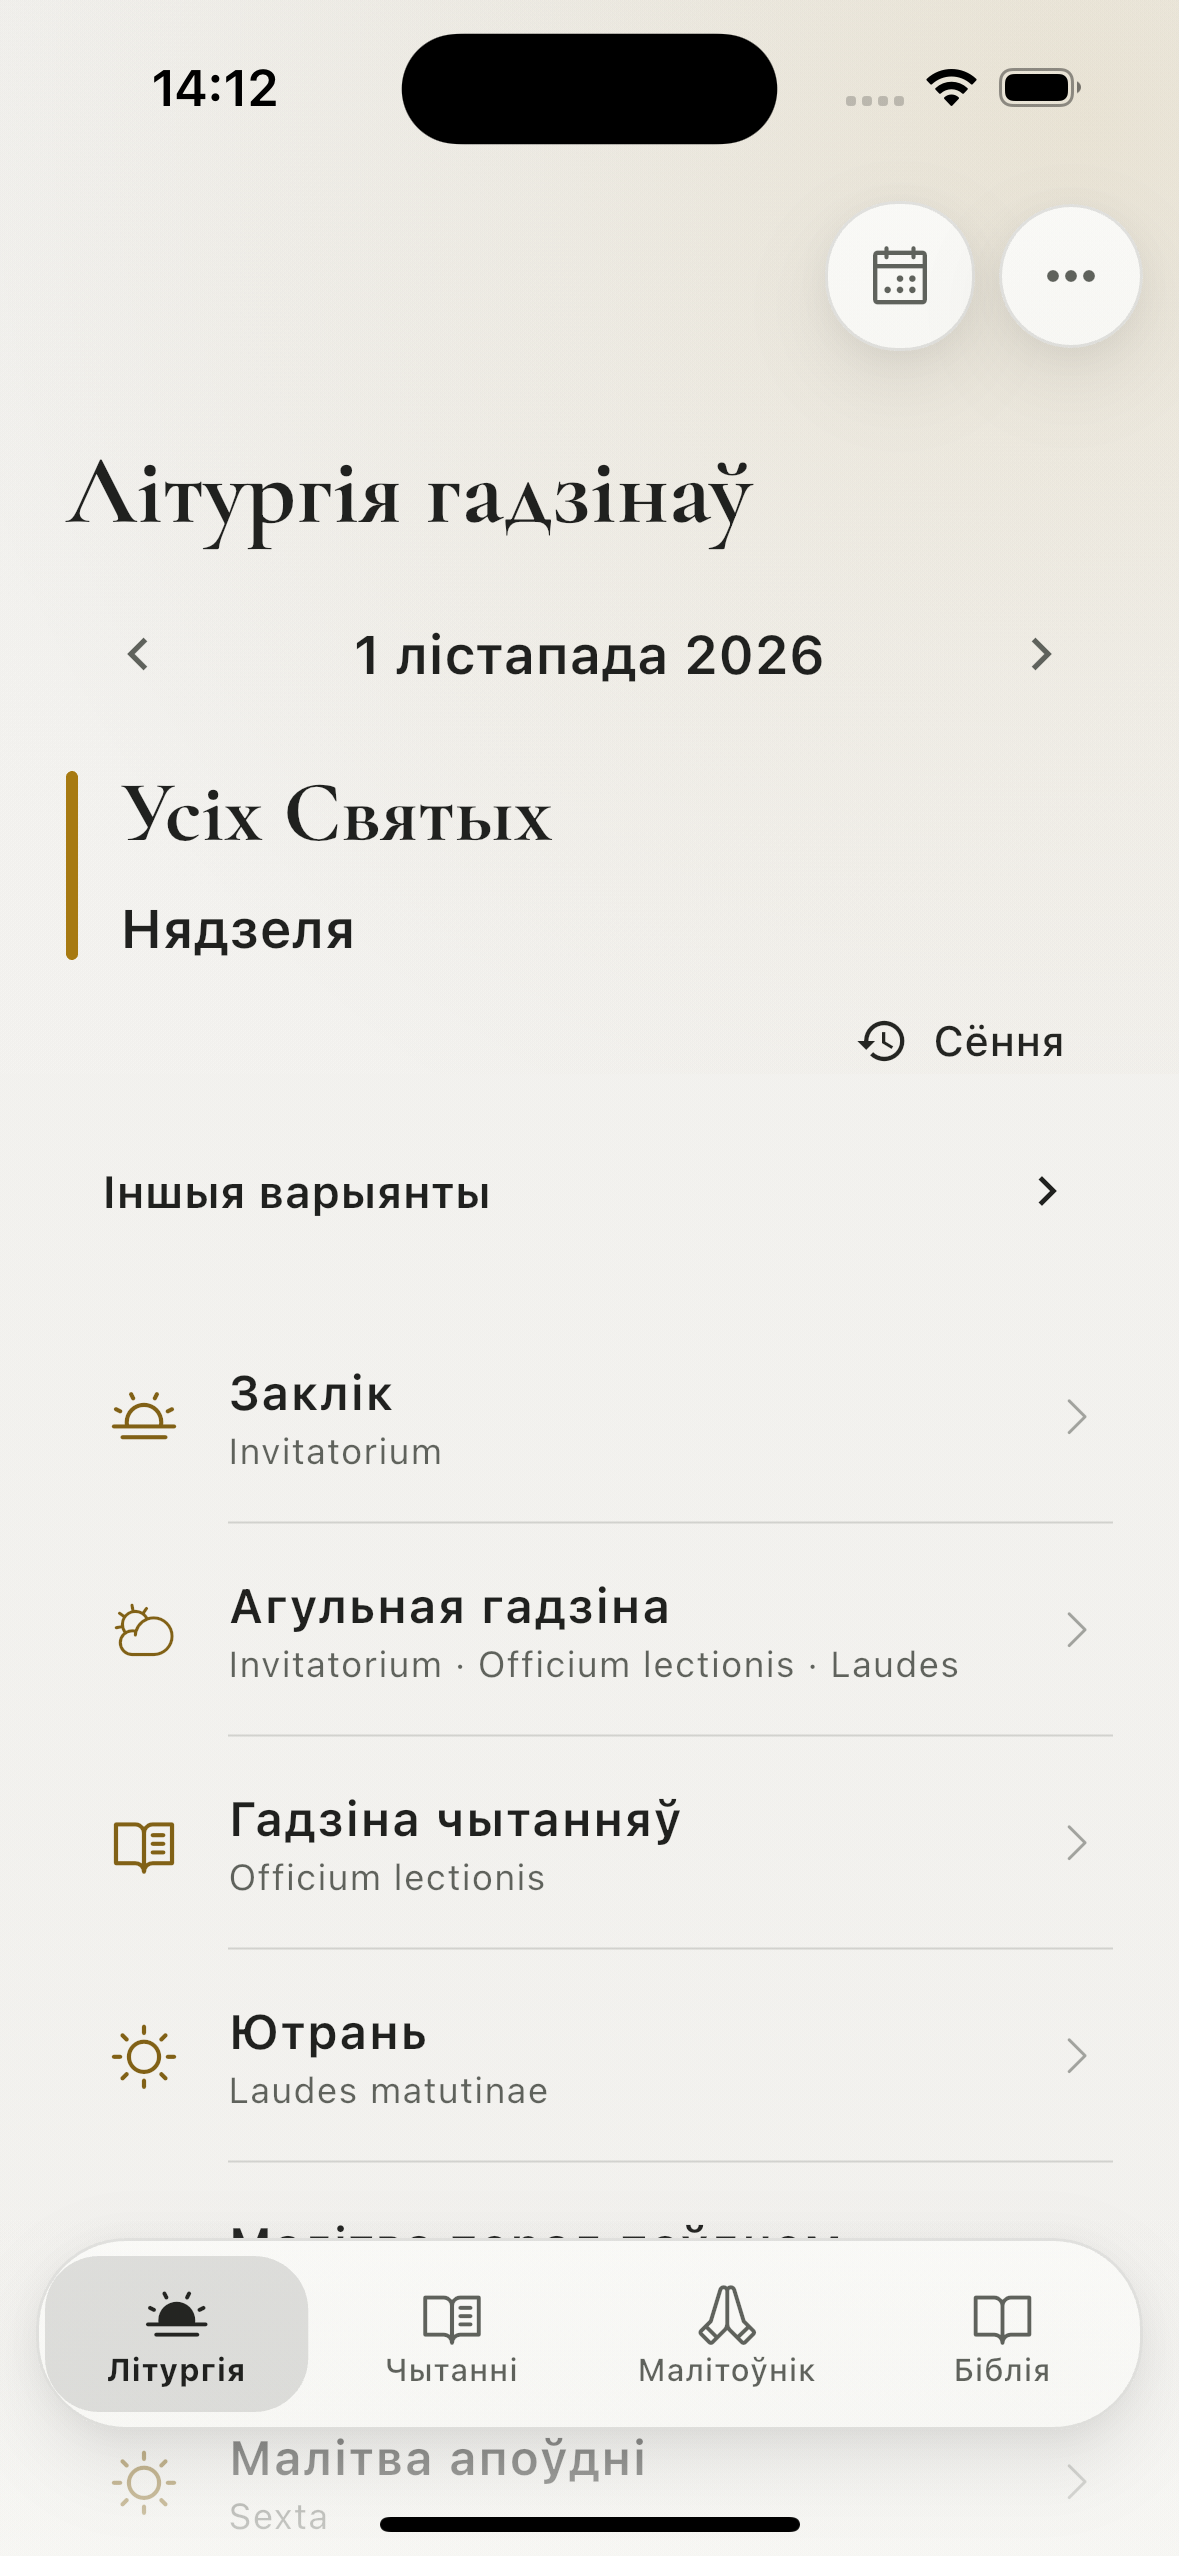 14:12
Літургія гадзінаў
1 лістапада 2026
Усіх Святых
Нядзеля
Сёння
Іншыя варыянты
Заклік
Invitatorium
Агульная гадзіна
Invitatorium · Officium lectionis · Laudes
Гадзіна чытанняў
Officium lectionis
Ютрань
Laudes matutinae
Літургія
Чытанні
Малітоўнік
Біблія
Малітва апоўдні
Sexta